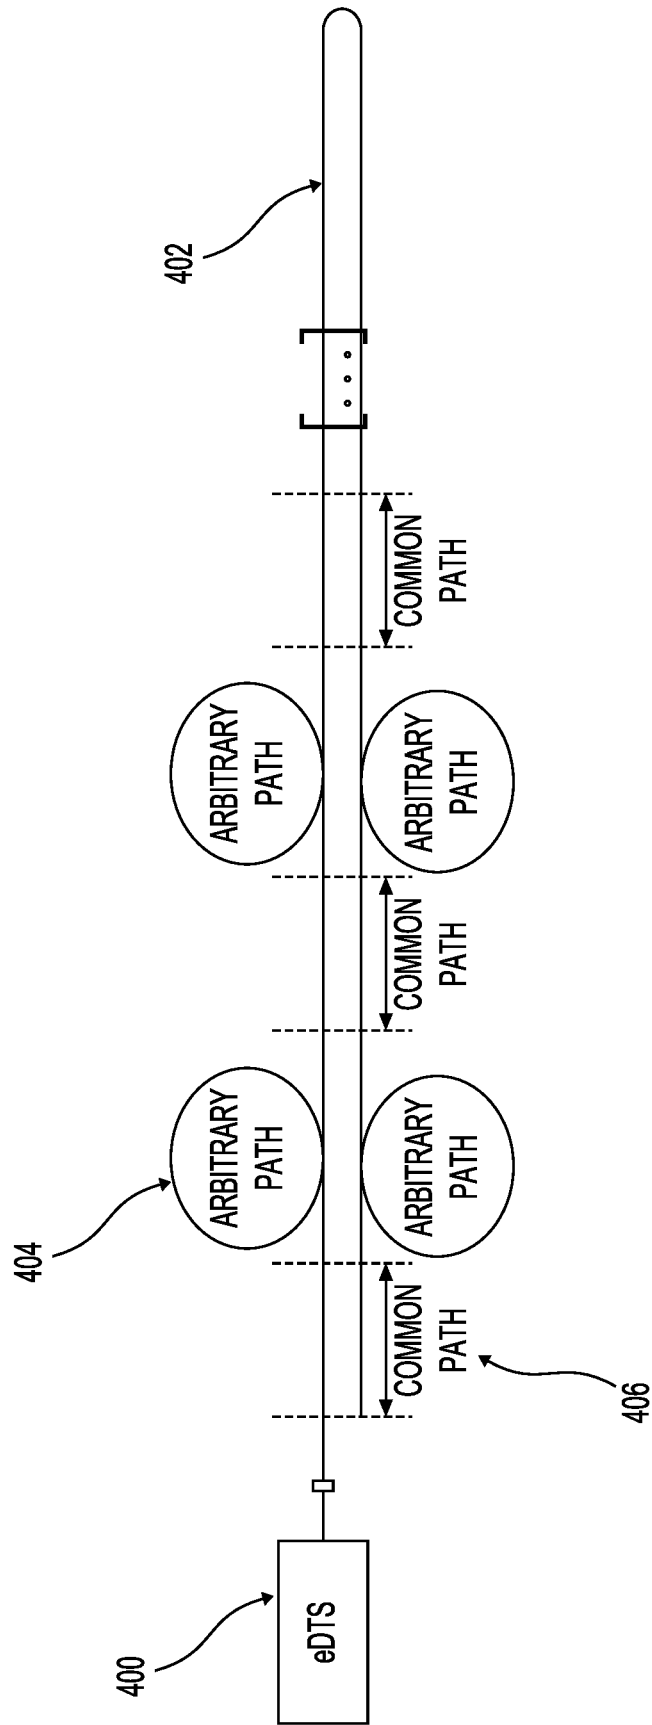 400
eDTS
COMMON
PATH
406
404
ARBITRARY
PATH
ARBITRARY
PATH
COMMON
PATH
ARBITRARY
PATH
ARBITRARY
PATH
COMMON
PATH
402